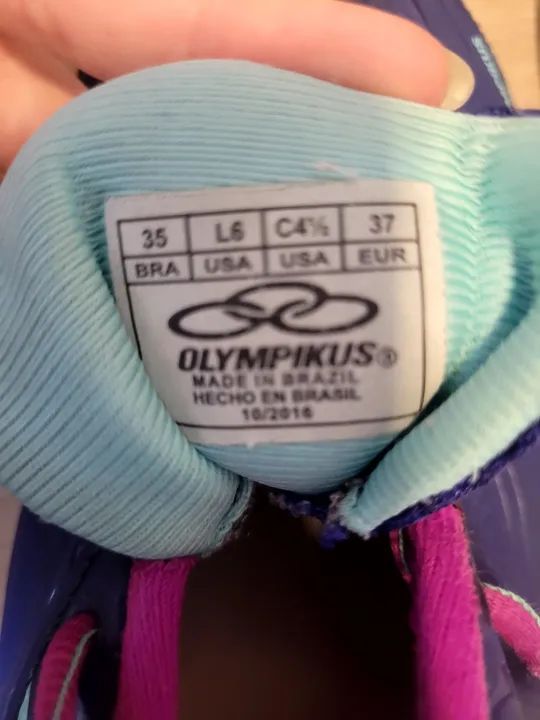 35 L6 C4½ 37
BRA USA USA EUR
OLYMPIKUS®
MADE IN BRAZIL
HECHO EN BRASIL
10/2016